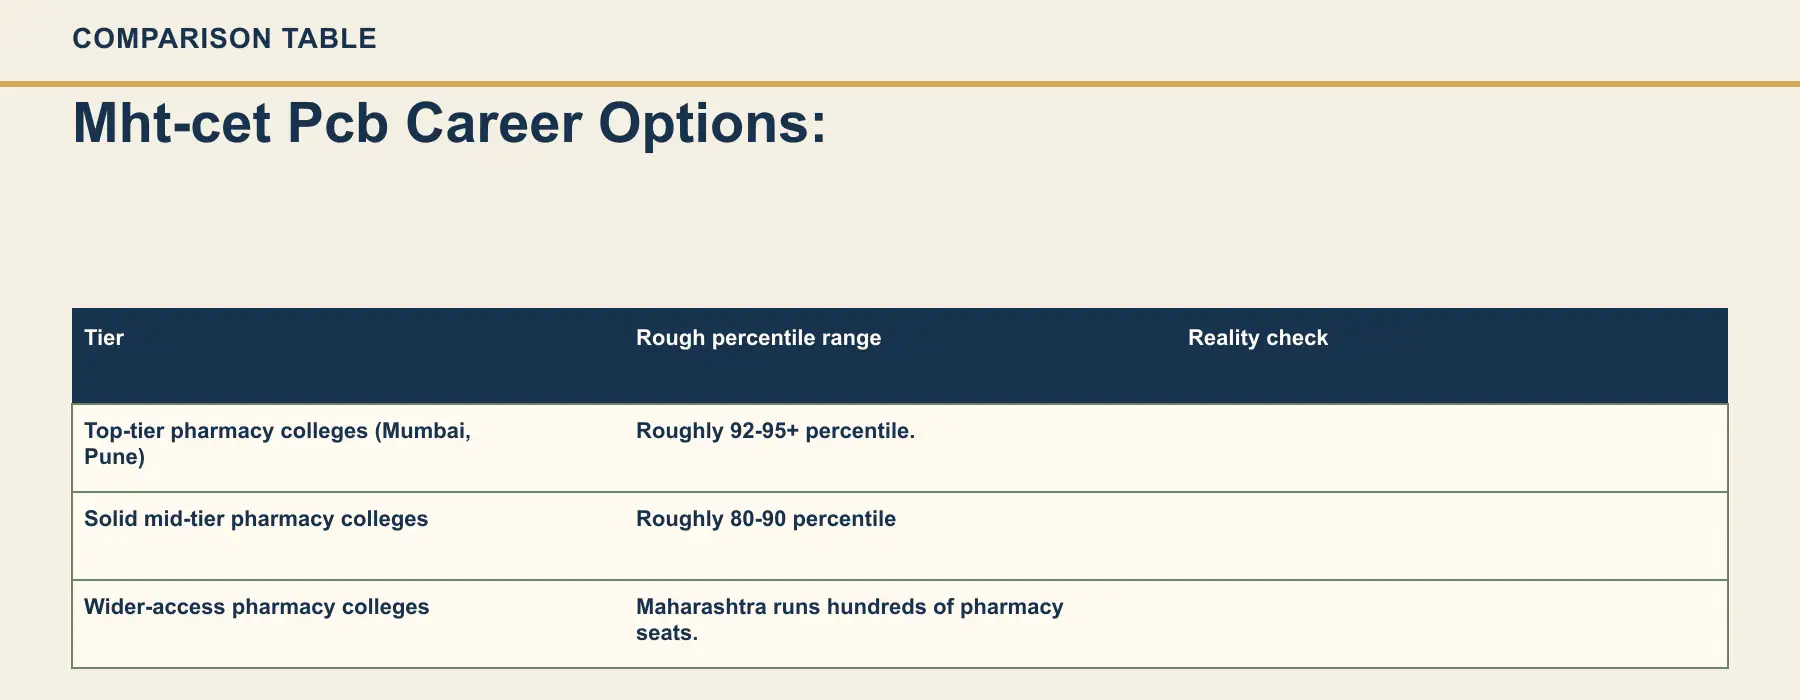 COMPARISON TABLE
Mht-cet Pcb Career Options:
Tier
Rough percentile range
Reality check
Top-tier pharmacy colleges (Mumbai,
Pune)
Roughly 92-95+ percentile.
Solid mid-tier pharmacy colleges
Roughly 80-90 percentile
Wider-access pharmacy colleges
Maharashtra runs hundreds of pharmacy
seats.